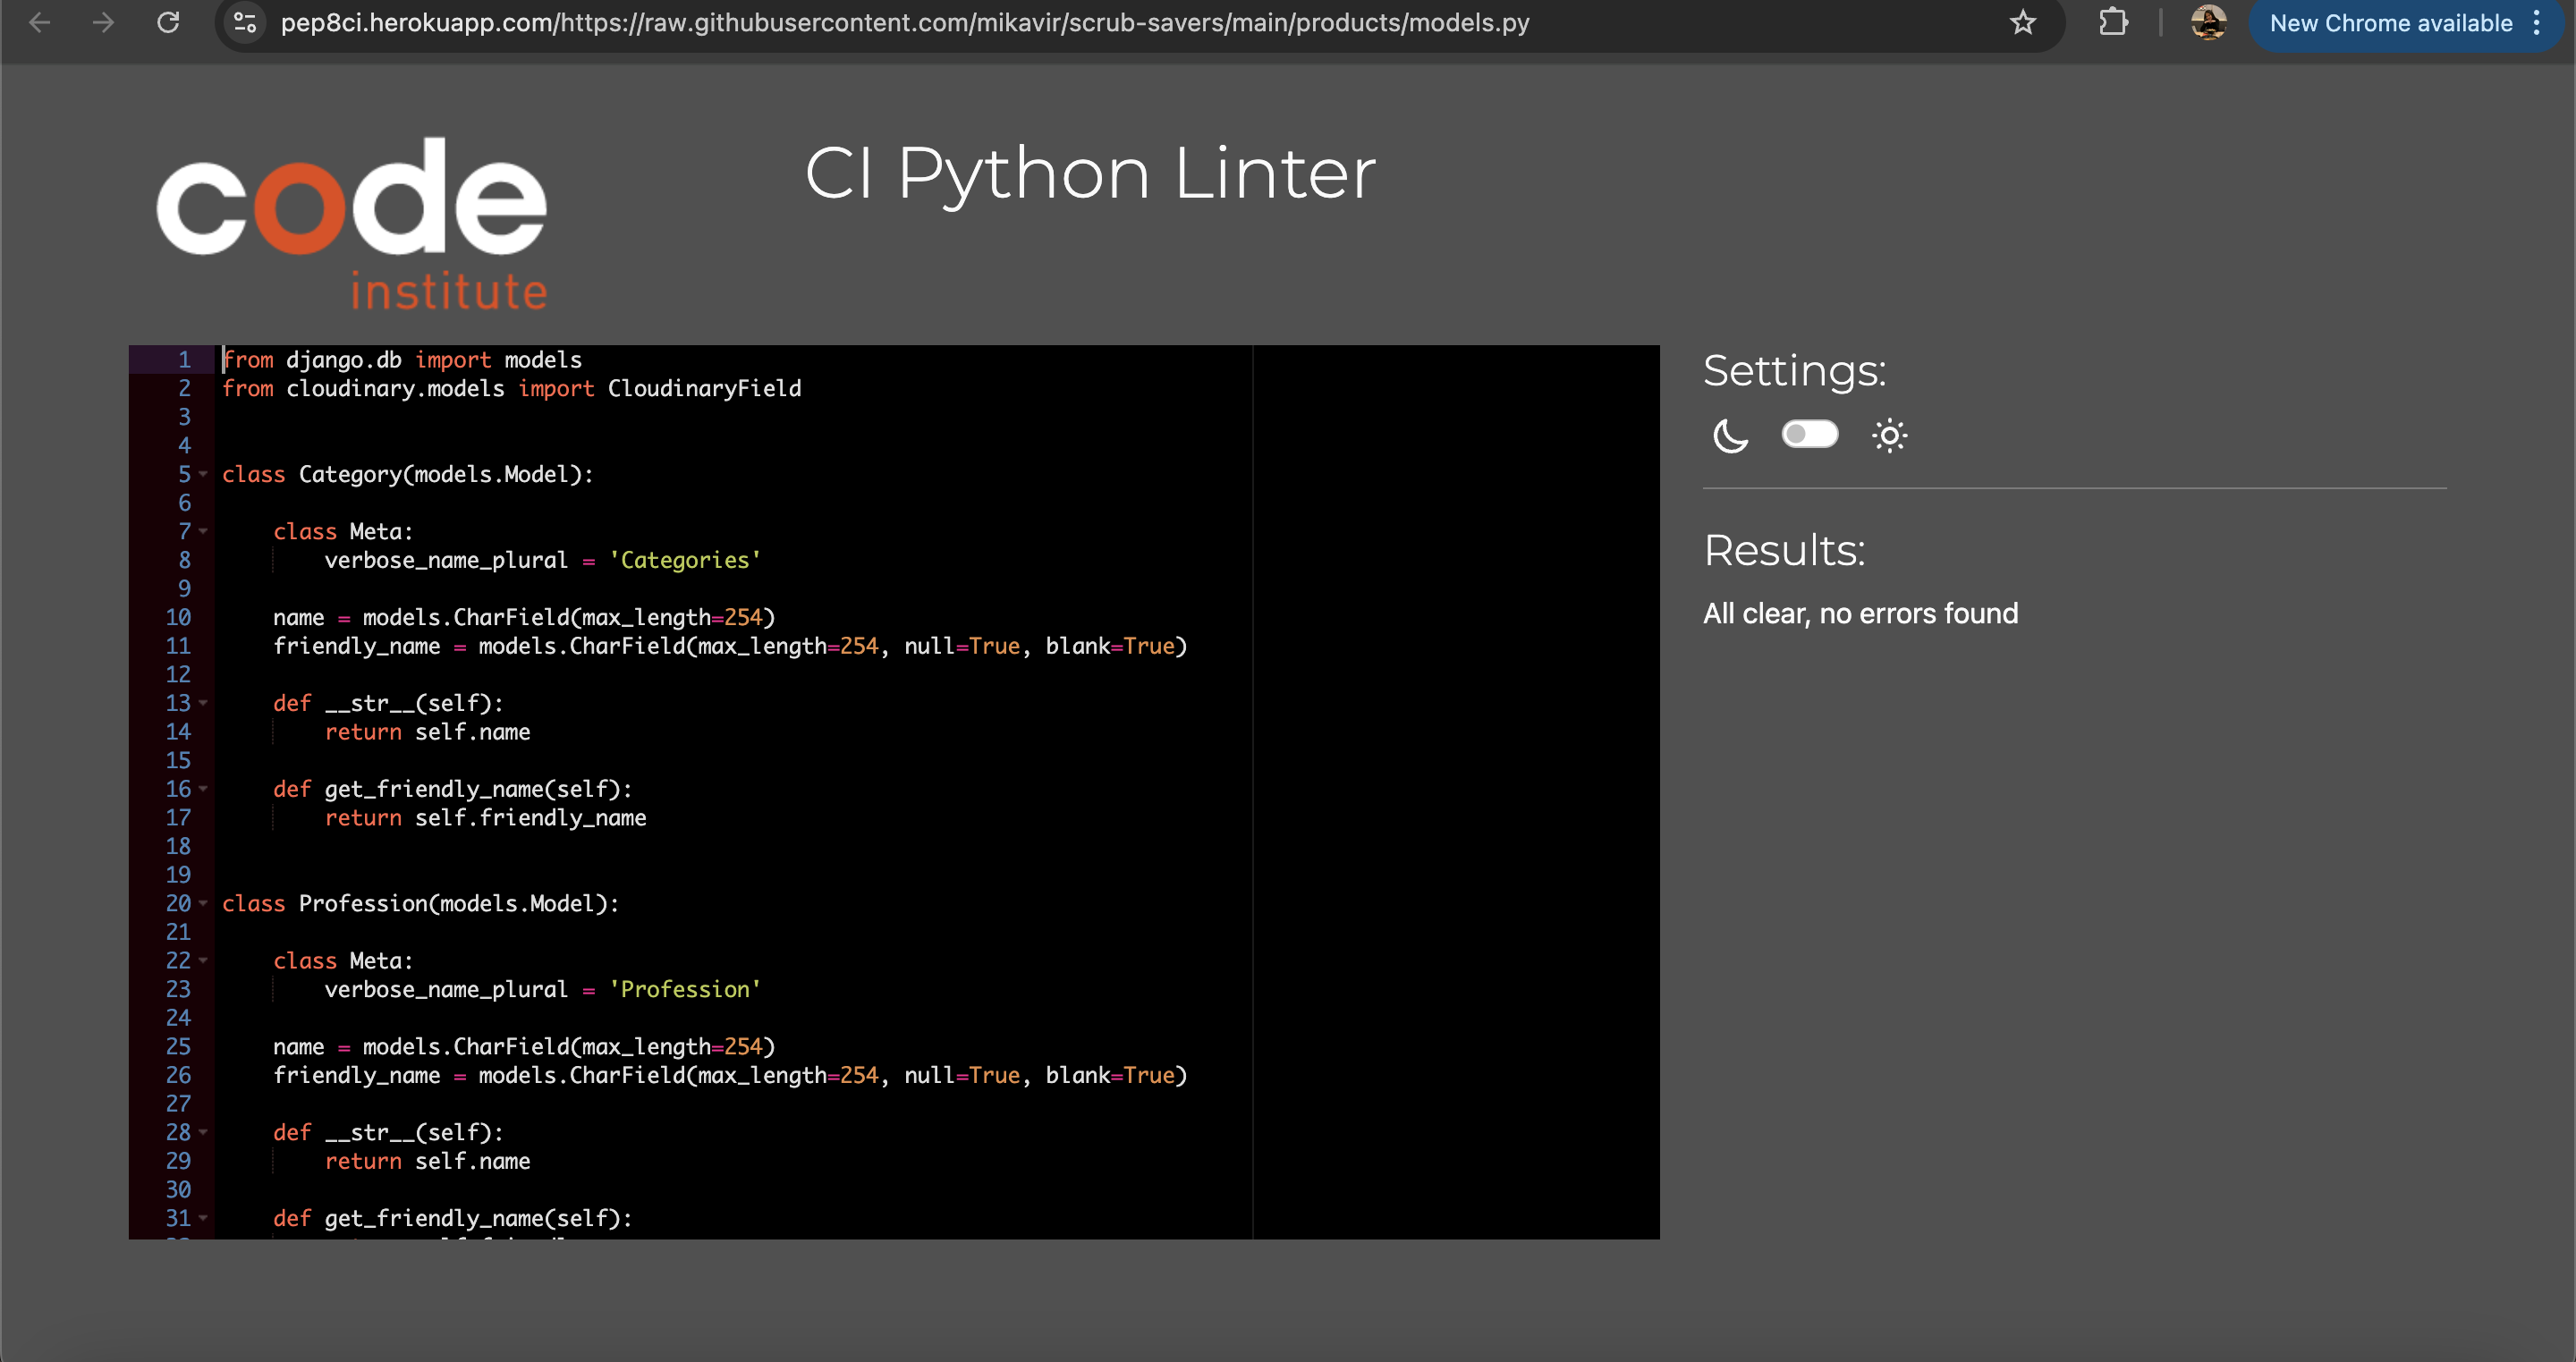 pep8ci.herokuapp.com/https://raw.githubusercontent.com/mikavir/scrub-savers/main/products/models.py
New Chrome available
code
institute
CI Python Linter
1 from django.db import models
2 from cloudinary.models import CloudinaryField
3
4
5 class Category(models.Model):
6
7     class Meta:
8         verbose_name_plural = 'Categories'
9
10     name = models.CharField(max_length=254)
11     friendly_name = models.CharField(max_length=254, null=True, blank=True)
12
13     def __str__(self):
14         return self.name
15
16     def get_friendly_name(self):
17         return self.friendly_name
18
19
20 class Profession(models.Model):
21
22     class Meta:
23         verbose_name_plural = 'Profession'
24
25     name = models.CharField(max_length=254)
26     friendly_name = models.CharField(max_length=254, null=True, blank=True)
27
28     def __str__(self):
29         return self.name
30
31     def get_friendly_name(self):
Settings:
Results:
All clear, no errors found